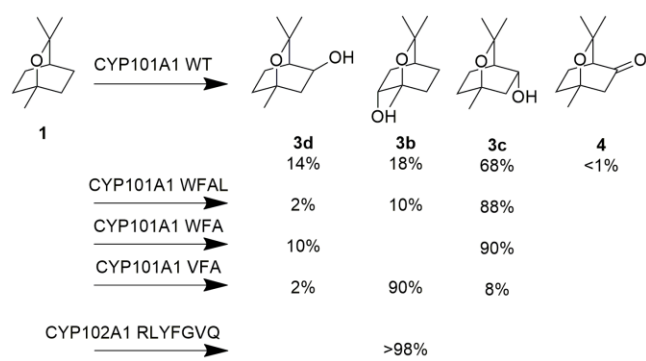 O
OH
O
O
O
O
CYP101A1 WT
OH
OH
1
3d
3b
3c
4
14%
18%
68%
<1%
CYP101A1 WFAL
2%
10%
88%
CYP101A1 WFA
10%
90%
CYP101A1 VFA
2%
90%
8%
CYP102A1 RLYFGVQ
>98%